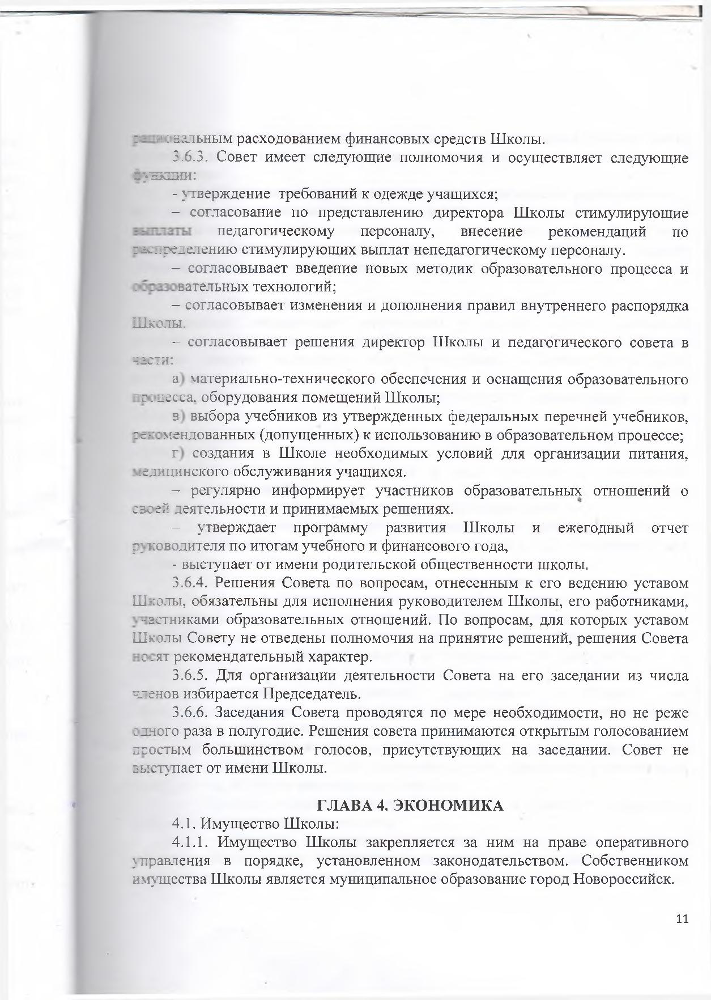 рациональным расходованием финансовых средств Школы.
3.6.3. Совет имеет следующие полномочия и осуществляет следующие
функции:
- утверждение требований к одежде учащихся;
– согласование по представлению директора Школы стимулирующие
выплаты педагогическому персоналу, внесение рекомендаций по
распределению стимулирующих выплат непедагогическому персоналу.
– согласовывает введение новых методик образовательного процесса и
образовательных технологий;
– согласовывает изменения и дополнения правил внутреннего распорядка
Школы.
– согласовывает решения директор Школы и педагогического совета в
части:
а) материально-технического обеспечения и оснащения образовательного
процесса, оборудования помещений Школы;
в) выбора учебников из утвержденных федеральных перечней учебников,
рекомендованных (допущенных) к использованию в образовательном процессе;
г) создания в Школе необходимых условий для организации питания,
медицинского обслуживания учащихся.
– регулярно информирует участников образовательных отношений о
своей деятельности и принимаемых решениях.
– утверждает программу развития Школы и ежегодный отчет
руководителя по итогам учебного и финансового года,
- выступает от имени родительской общественности школы.
3.6.4. Решения Совета по вопросам, отнесенным к его ведению уставом
Школы, обязательны для исполнения руководителем Школы, его работниками,
участниками образовательных отношений. По вопросам, для которых уставом
Школы Совету не отведены полномочия на принятие решений, решения Совета
носят рекомендательный характер.
3.6.5. Для организации деятельности Совета на его заседании из числа
членов избирается Председатель.
3.6.6. Заседания Совета проводятся по мере необходимости, но не реже
одного раза в полугодие. Решения совета принимаются открытым голосованием
простым большинством голосов, присутствующих на заседании. Совет не
выступает от имени Школы.
ГЛАВА 4. ЭКОНОМИКА
4.1. Имущество Школы:
4.1.1. Имущество Школы закрепляется за ним на праве оперативного
управления в порядке, установленном законодательством. Собственником
имущества Школы является муниципальное образование город Новороссийск.
11